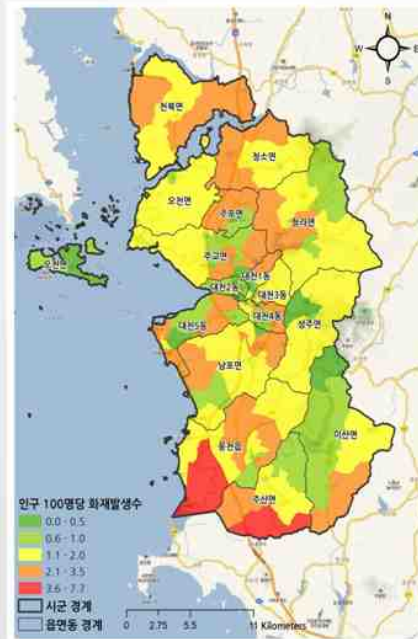 N
W
E
S
천북면
청소면
오천면
주포면
청라면
주교면
오천면
대천1동
대천2동
대천3동
대천5동
대천4동
성주면
남포면
웅천읍
미산면
주산면
인구 100명당 화재발생수
0.0 - 0.5
0.6 - 1.0
1.1 - 2.0
2.1 - 3.5
3.6 - 7.7
시군 경계
읍면동 경계
0 2.75 5.5 11 Kilometers